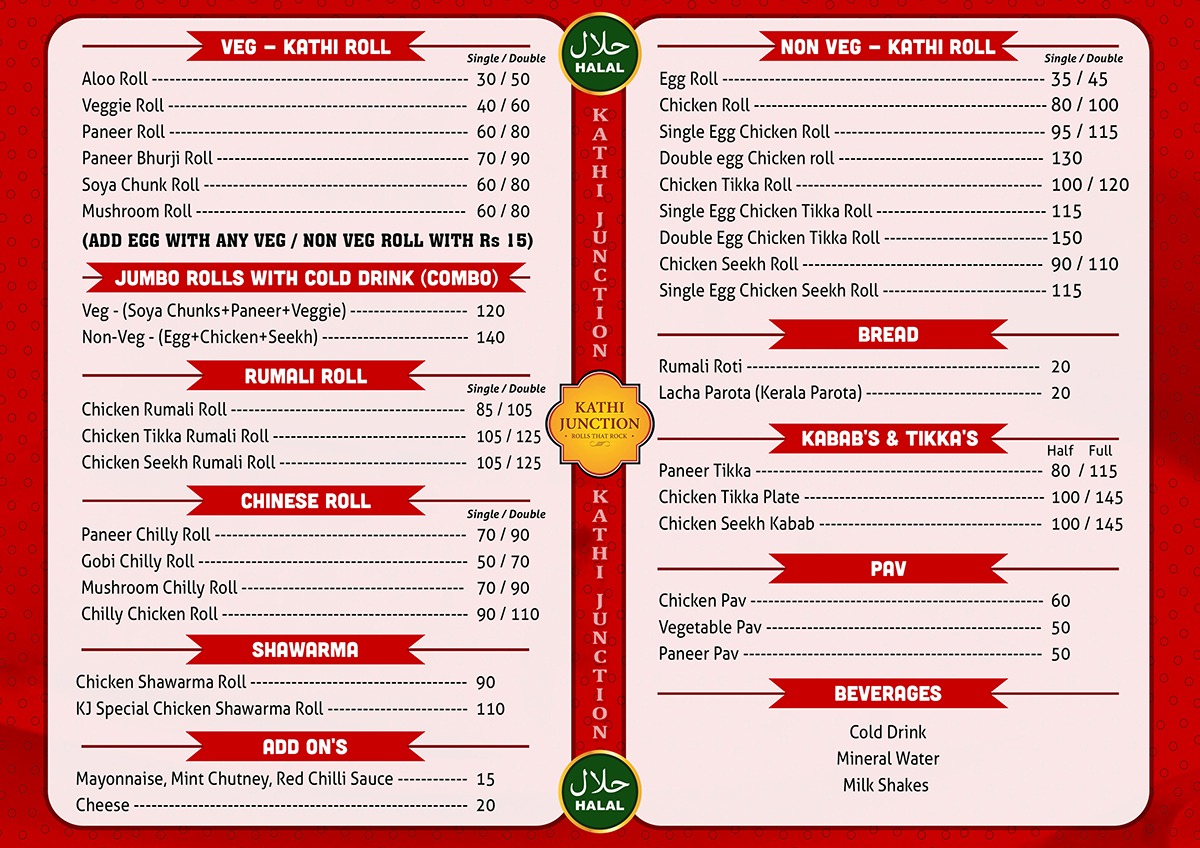 VEG – KATHI ROLL
Single / Double
Aloo Roll 30 / 50
Veggie Roll 40 / 60
Paneer Roll 60 / 80
Paneer Bhurji Roll 70 / 90
Soya Chunk Roll 60 / 80
Mushroom Roll 60 / 80
(ADD EGG WITH ANY VEG / NON VEG ROLL WITH Rs 15)
JUMBO ROLLS WITH COLD DRINK (COMBO)
Veg - (Soya Chunks+Paneer+Veggie) 120
Non-Veg - (Egg+Chicken+Seekh) 140
RUMALI ROLL
Single / Double
Chicken Rumali Roll 85 / 105
Chicken Tikka Rumali Roll 105 / 125
Chicken Seekh Rumali Roll 105 / 125
CHINESE ROLL
Single / Double
Paneer Chilly Roll 70 / 90
Gobi Chilly Roll 50 / 70
Mushroom Chilly Roll 70 / 90
Chilly Chicken Roll 90 / 110
SHAWARMA
Chicken Shawarma Roll 90
KJ Special Chicken Shawarma Roll 110
ADD ON'S
Mayonnaise, Mint Chutney, Red Chilli Sauce 15
Cheese 20
حلال
HALAL
KATHI JUNCTION
KATHI
JUNCTION
• ROLLS THAT ROCK •
KATHI JUNCTION
حلال
HALAL
NON VEG – KATHI ROLL
Single / Double
Egg Roll 35 / 45
Chicken Roll 80 / 100
Single Egg Chicken Roll 95 / 115
Double egg Chicken roll 130
Chicken Tikka Roll 100 / 120
Single Egg Chicken Tikka Roll 115
Double Egg Chicken Tikka Roll 150
Chicken Seekh Roll 90 / 110
Single Egg Chicken Seekh Roll 115
BREAD
Rumali Roti 20
Lacha Parota (Kerala Parota) 20
KABAB'S & TIKKA'S
Half Full
Paneer Tikka 80 / 115
Chicken Tikka Plate 100 / 145
Chicken Seekh Kabab 100 / 145
PAV
Chicken Pav 60
Vegetable Pav 50
Paneer Pav 50
BEVERAGES
Cold Drink
Mineral Water
Milk Shakes